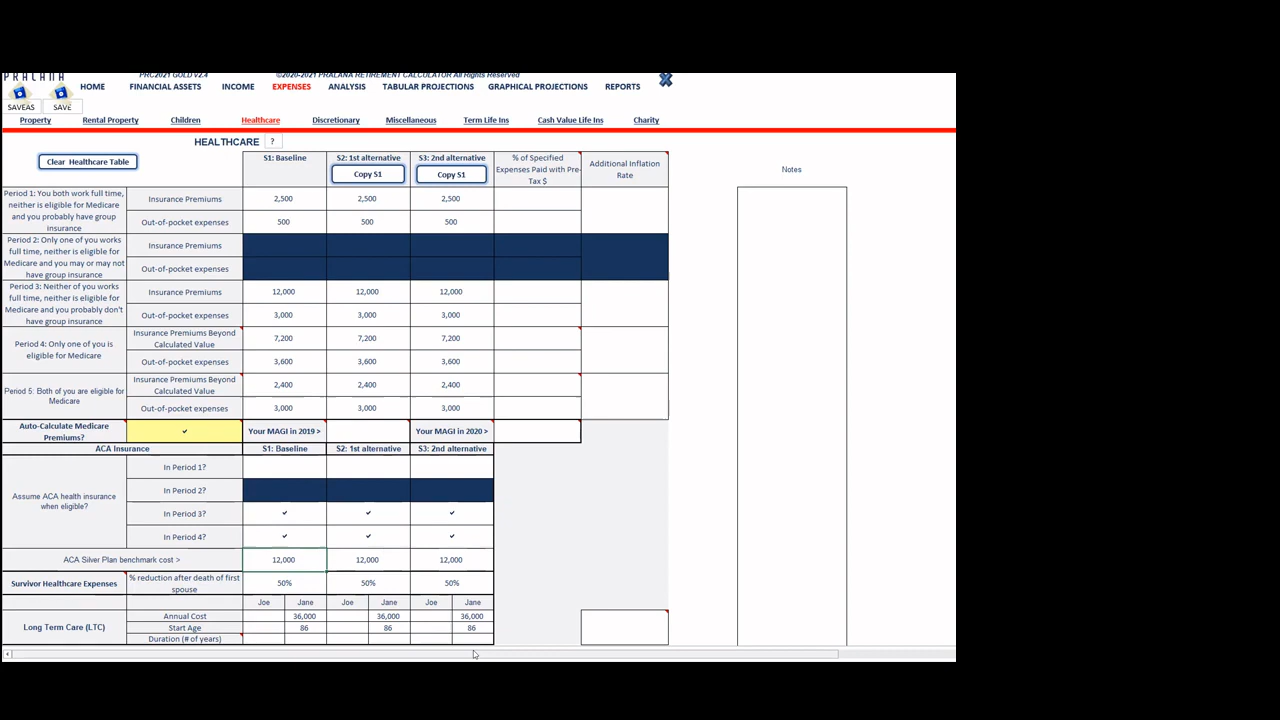 PRALANA
PRC2021 GOLD v2.4
©2020-2021 PRALANA RETIREMENT CALCULATOR All Rights Reserved
HOME FINANCIAL ASSETS INCOME EXPENSES ANALYSIS TABULAR PROJECTIONS GRAPHICAL PROJECTIONS REPORTS
SAVEAS SAVE
Property Rental Property Children Healthcare Discretionary Miscellaneous Term Life Ins Cash Value Life Ins Charity
HEALTHCARE ?
Clear Healthcare Table
S1: Baseline
S2: 1st alternative
Copy S1
S3: 2nd alternative
Copy S1
% of Specified
Expenses Paid with Pre-
Tax $
Additional Inflation
Rate
Notes
Period 1: You both work full time,
neither is eligible for Medicare
and you probably have group
insurance
Insurance Premiums 2,500 2,500 2,500
Out-of-pocket expenses 500 500 500
Period 2: Only one of you works
full time, neither is eligible for
Medicare and you may or may not
have group insurance
Insurance Premiums
Out-of-pocket expenses
Period 3: Neither of you works
full time, neither is eligible for
Medicare and you probably don't
have group insurance
Insurance Premiums 12,000 12,000 12,000
Out-of-pocket expenses 3,000 3,000 3,000
Period 4: Only one of you is
eligible for Medicare
Insurance Premiums Beyond
Calculated Value
7,200 7,200 7,200
Out-of-pocket expenses 3,600 3,600 3,600
Period 5: Both of you are eligible for
Medicare
Insurance Premiums Beyond
Calculated Value
2,400 2,400 2,400
Out-of-pocket expenses 3,000 3,000 3,000
Auto-Calculate Medicare
Premiums?
✓ Your MAGI in 2019 > Your MAGI in 2020 >
ACA Insurance S1: Baseline S2: 1st alternative S3: 2nd alternative
Assume ACA health insurance
when eligible?
In Period 1?
In Period 2?
In Period 3? ✓ ✓ ✓
In Period 4? ✓ ✓ ✓
ACA Silver Plan benchmark cost > 12,000 12,000 12,000
Survivor Healthcare Expenses
% reduction after death of first
spouse
50% 50% 50%
Joe Jane Joe Jane Joe Jane
Long Term Care (LTC)
Annual Cost 36,000 36,000 36,000
Start Age 86 86 86
Duration (# of years)